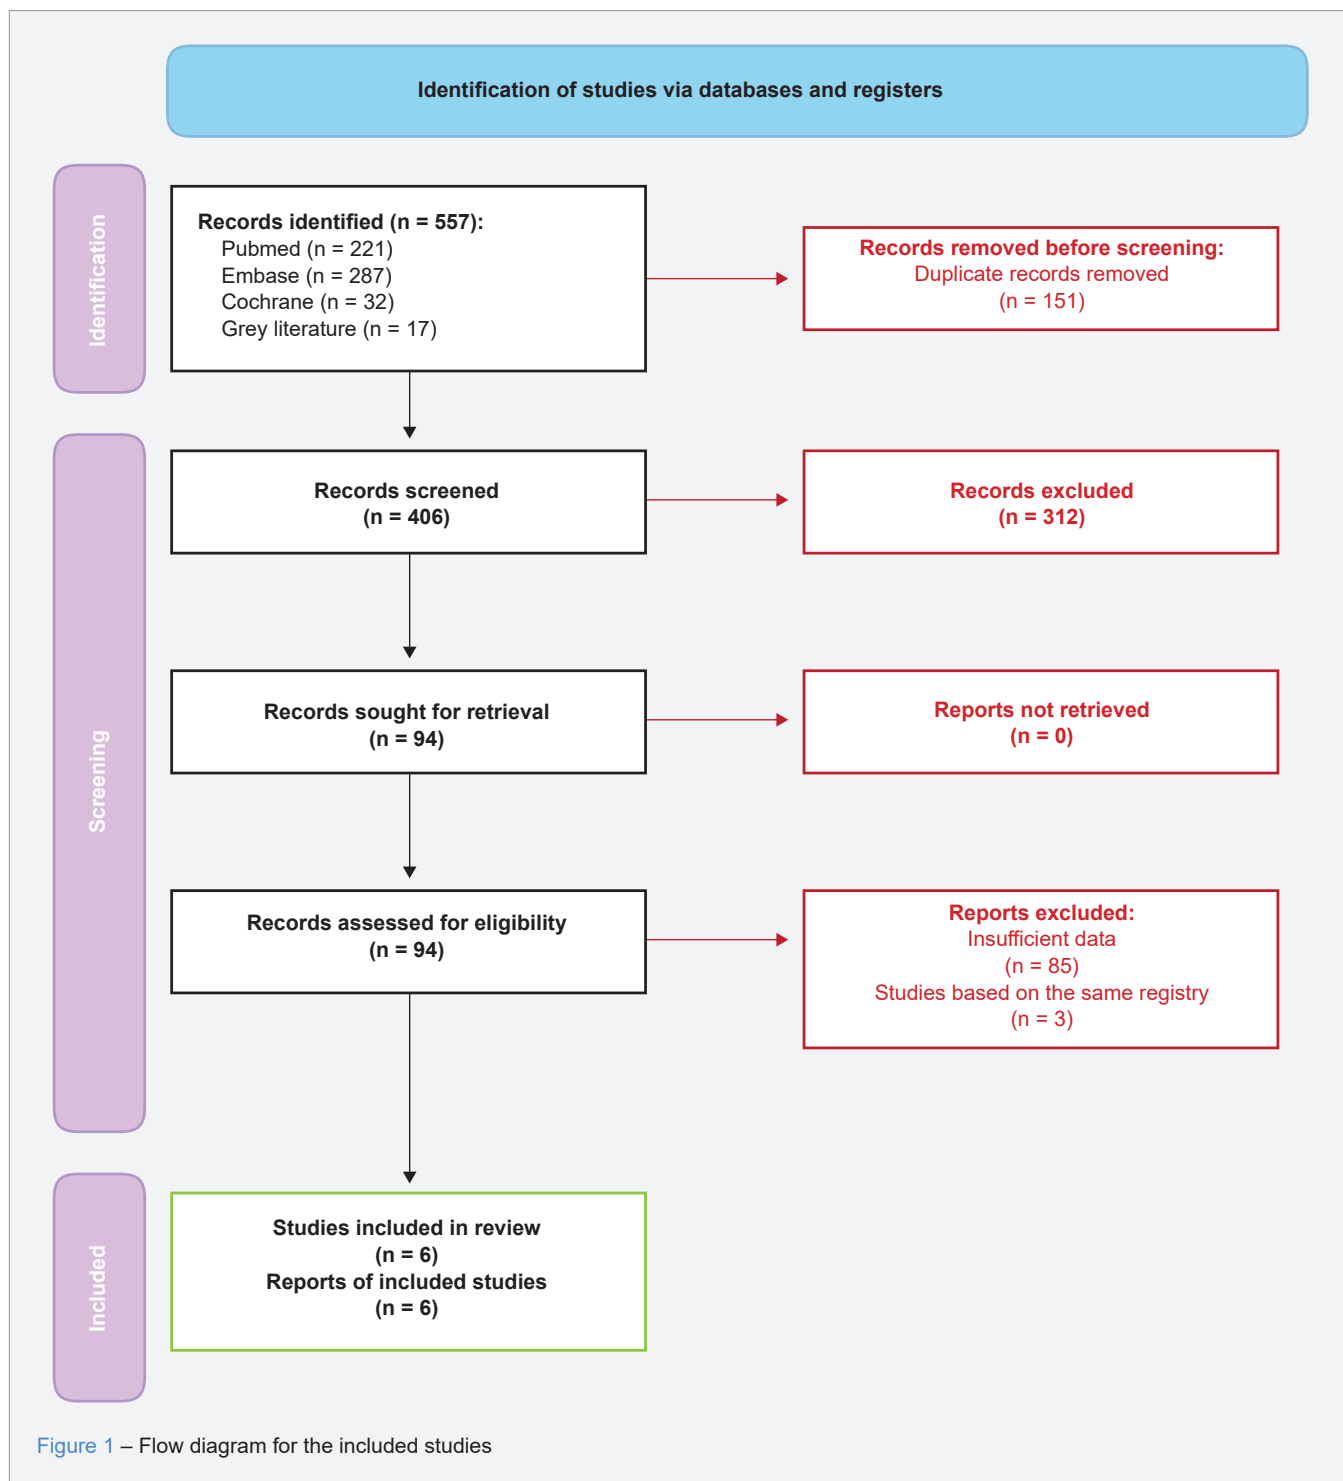 Identification of studies via databases and registers
Identification
Records identified (n = 557):
Pubmed (n = 221)
Embase (n = 287)
Cochrane (n = 32)
Grey literature (n = 17)
Records removed before screening:
Duplicate records removed
(n = 151)
Screening
Records screened
(n = 406)
Records excluded
(n = 312)
Records sought for retrieval
(n = 94)
Reports not retrieved
(n = 0)
Records assessed for eligibility
(n = 94)
Reports excluded:
Insufficient data
(n = 85)
Studies based on the same registry
(n = 3)
Included
Studies included in review
(n = 6)
Reports of included studies
(n = 6)
Figure 1 – Flow diagram for the included studies